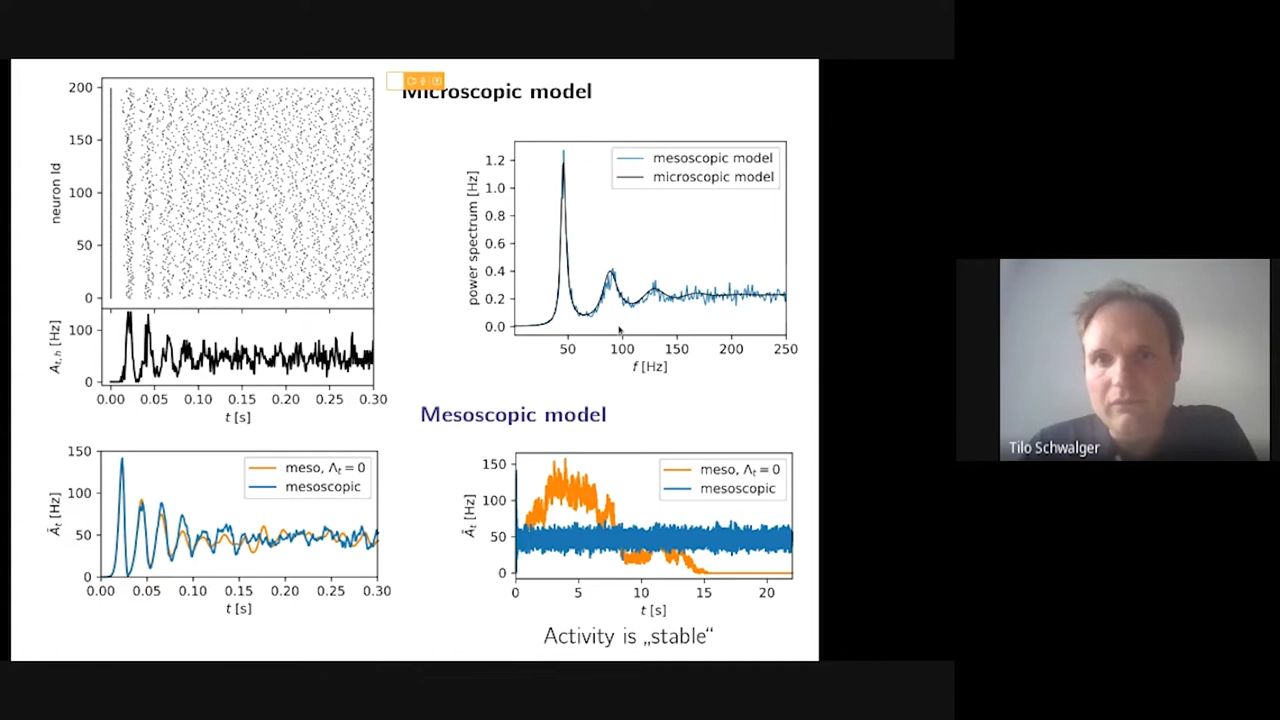 Microscopic model
200
150
100
50
0
neuron Id
100
0
A_{t,h} [Hz]
0.00 0.05 0.10 0.15 0.20 0.25 0.30
t [s]
mesoscopic model
microscopic model
1.2
1.0
0.8
0.6
0.4
0.2
0.0
power spectrum [Hz]
50 100 150 200 250
f [Hz]
Mesoscopic model
150
100
50
0
Ā_t [Hz]
meso, Λ_t = 0
mesoscopic
0.00 0.05 0.10 0.15 0.20 0.25 0.30
t [s]
150
100
50
0
Ā_t [Hz]
meso, Λ_t = 0
mesoscopic
0 5 10 15 20
t [s]
Activity is „stable“
Tilo Schwalger